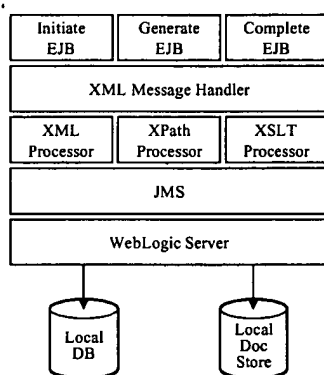 Initiate Generate Complete
EJB EJB EJB
XML Message Handler
XML XPath XSLT
Processor Processor Processor
JMS
WebLogic Server
Local Local
DB Doc
Store